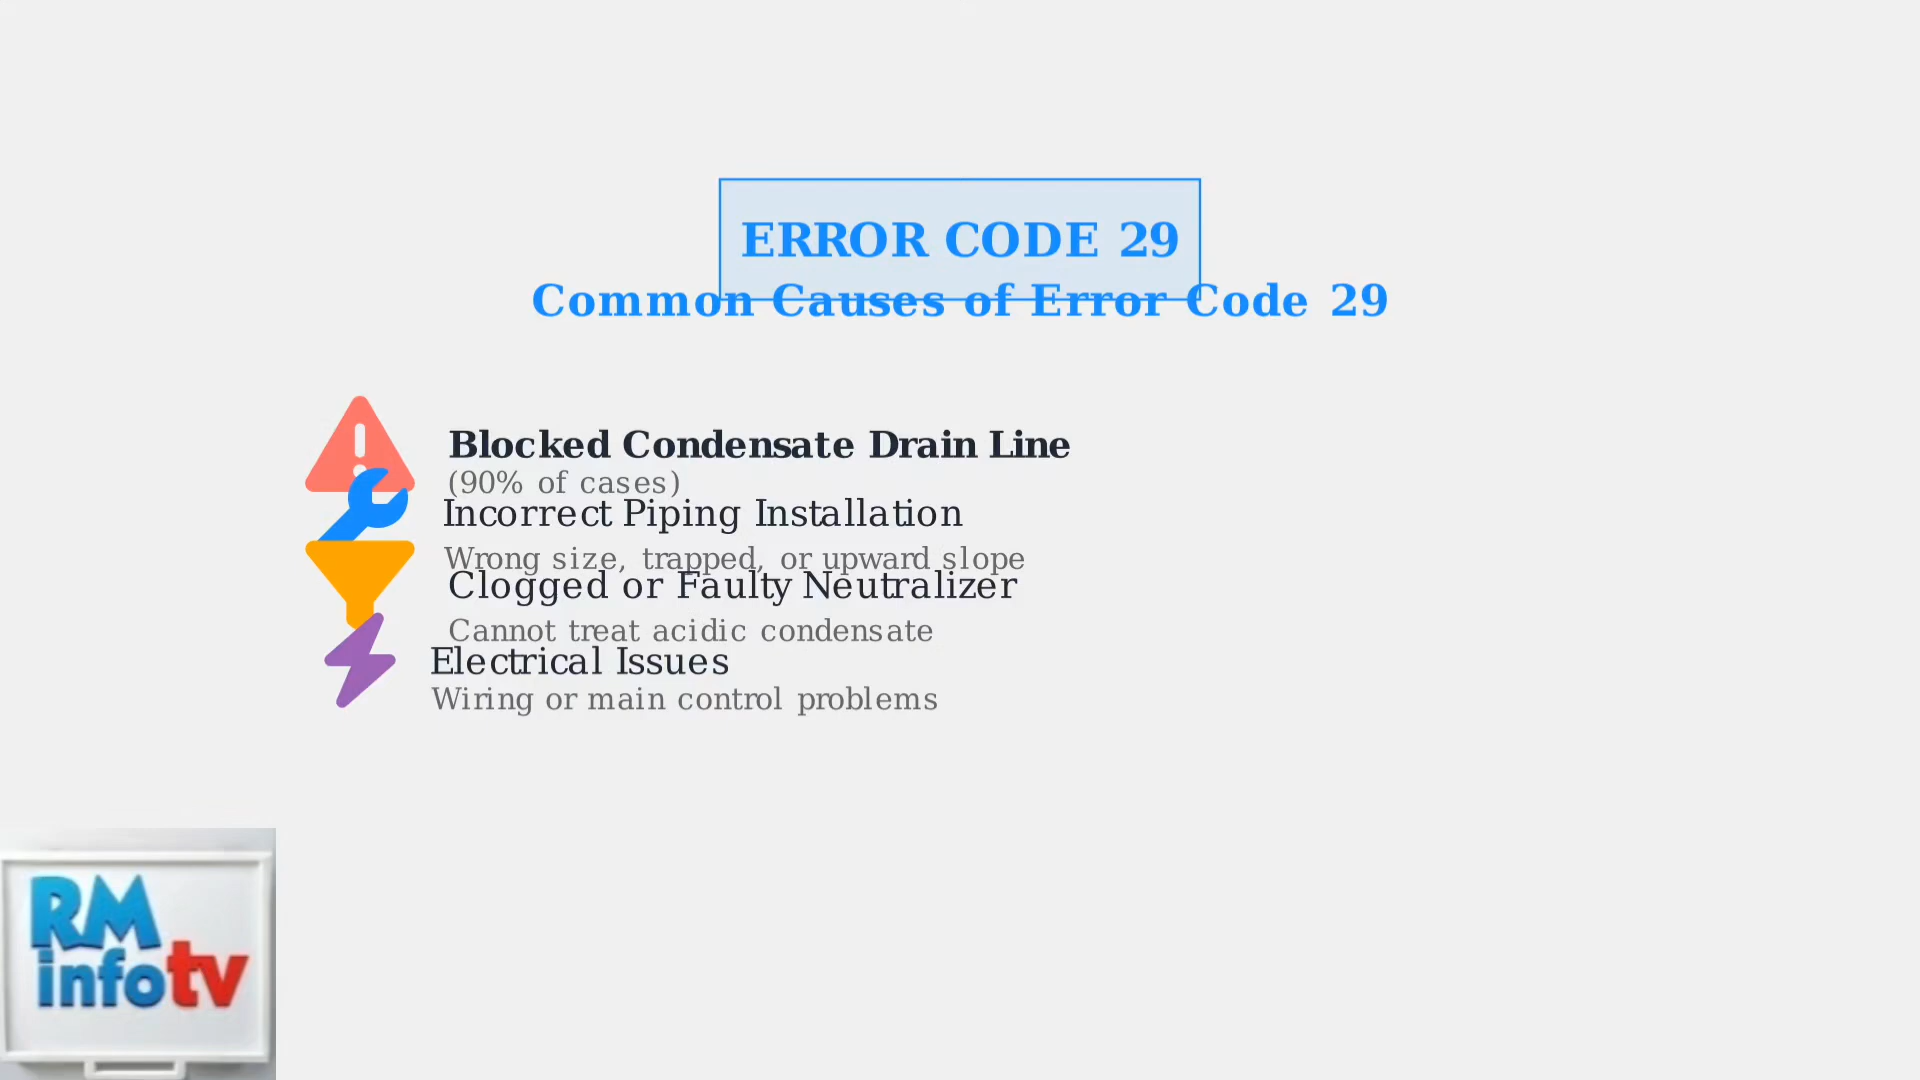 ERROR CODE 29
Common Causes of Error Code 29
Blocked Condensate Drain Line
(90% of cases)
Incorrect Piping Installation
Wrong size, trapped, or upward slope
Clogged or Faulty Neutralizer
Cannot treat acidic condensate
Electrical Issues
Wiring or main control problems
RM
infotv